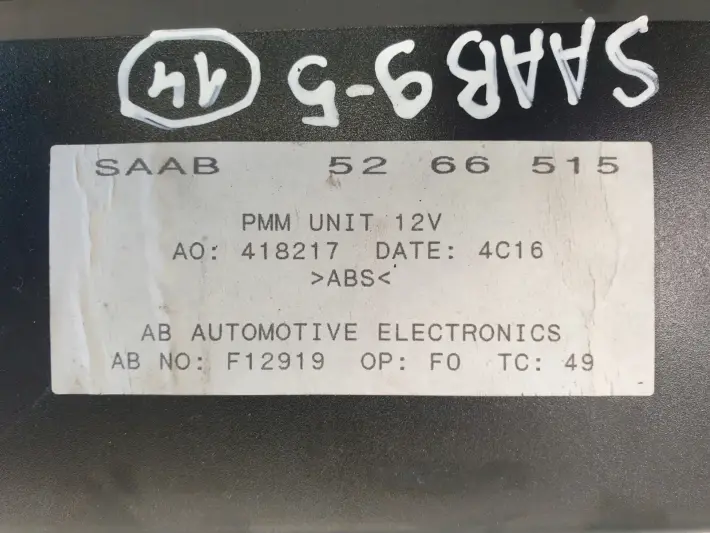 SAAB 9-5 14
SAAB 52 66 515
PMM UNIT 12V
AO: 418217 DATE: 4C16
>ABS<
AB AUTOMOTIVE ELECTRONICS
AB NO: F12919 OP: F0 TC: 49